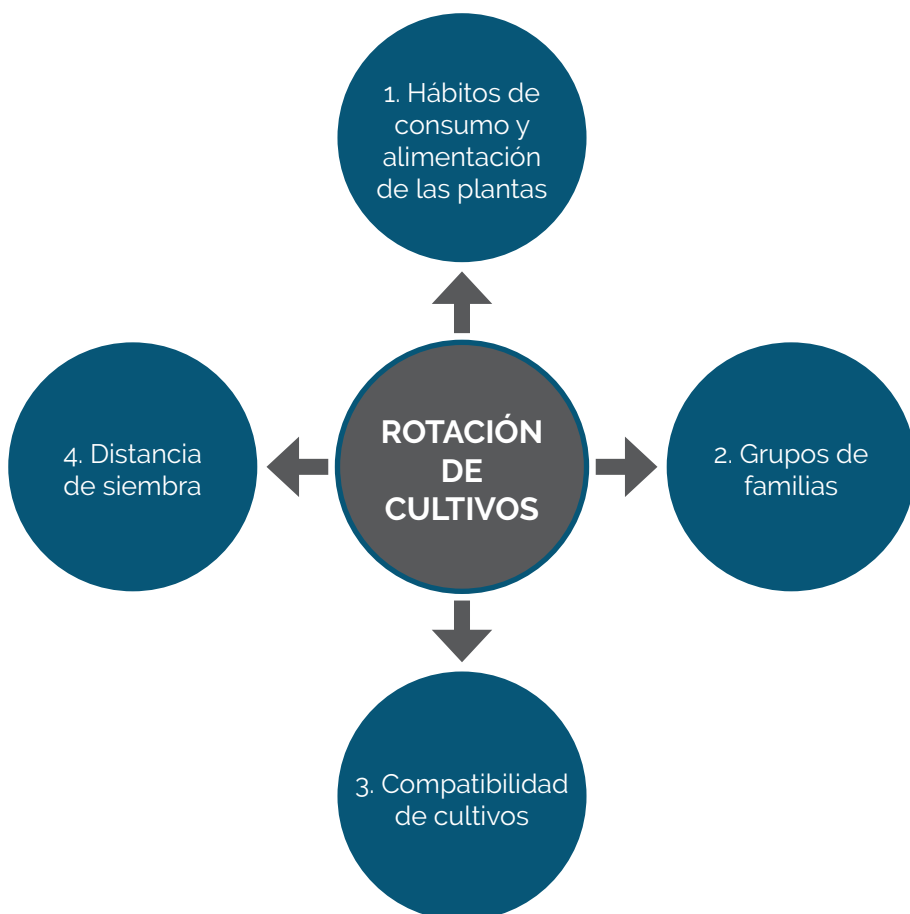 1. Hábitos de
consumo y
alimentación
de las plantas
ROTACIÓN
DE
CULTIVOS
2. Grupos de
familias
3. Compatibilidad
de cultivos
4. Distancia
de siembra